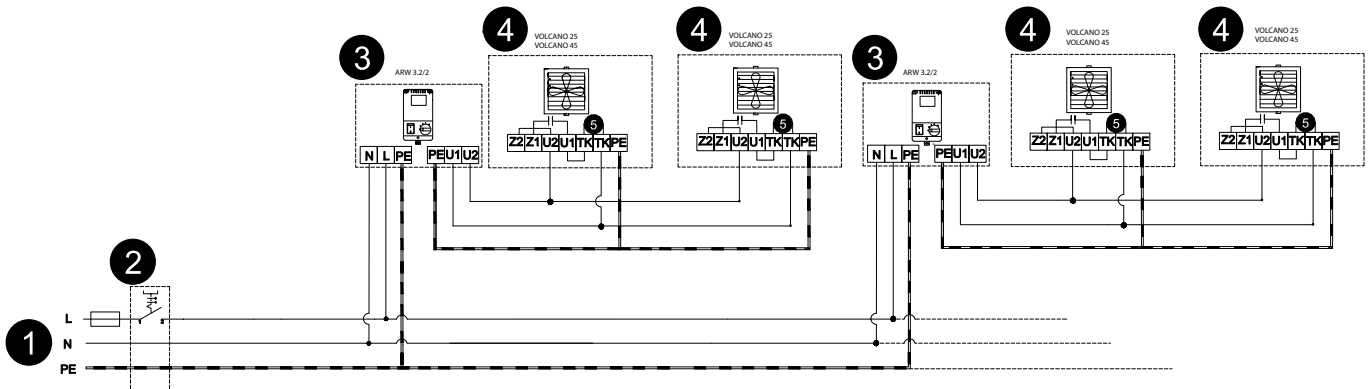 4
VOLCANO 25
VOLCANO 45
4
VOLCANO 25
VOLCANO 45
4
VOLCANO 25
VOLCANO 45
4
VOLCANO 25
VOLCANO 45
3
ARW 3.2/2
3
ARW 3.2/2
5
5
5
5
Z2 Z1 U2 U1 TK TK PE
Z2 Z1 U2 U1 TK TK PE
Z2 Z1 U2 U1 TK TK PE
Z2 Z1 U2 U1 TK TK PE
N L PE PE U1 U2
N L PE PE U1 U2
2
1
L
N
PE